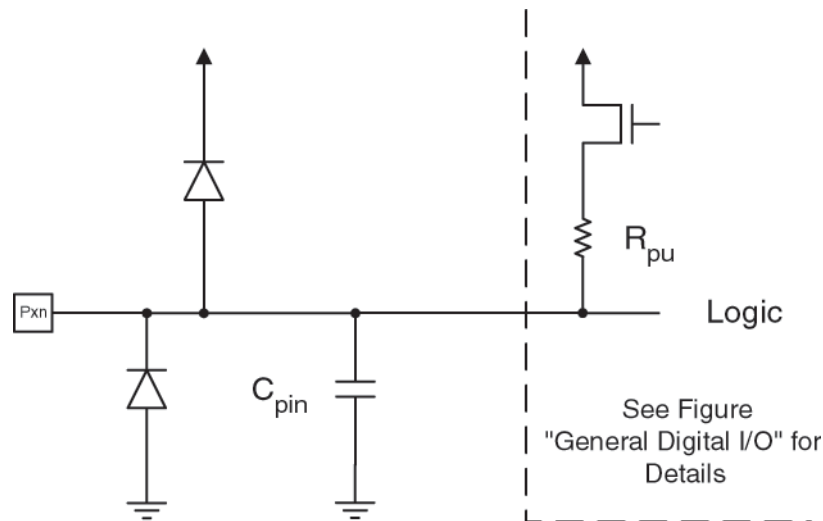 Pxn
C pin
R pu
Logic
See Figure
"General Digital I/O" for
Details